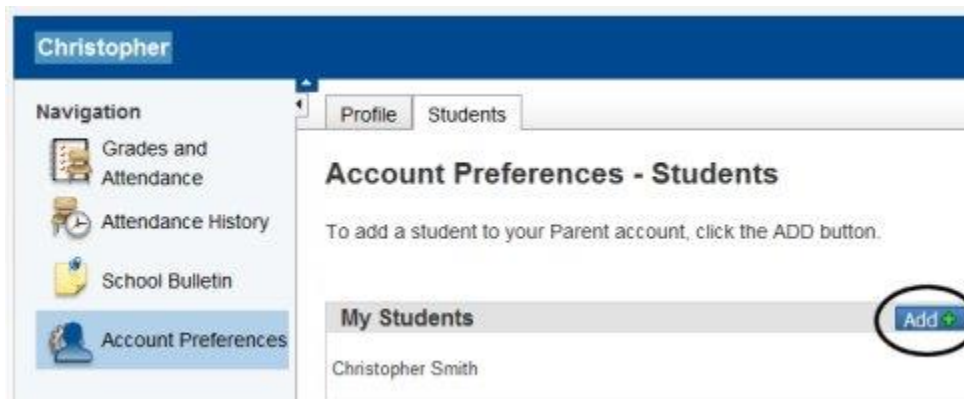 Christopher
Navigation
Grades and
Attendance
Attendance History
School Bulletin
Account Preferences
Profile
Students
Account Preferences - Students
To add a student to your Parent account, click the ADD button.
My Students
Add
Christopher Smith